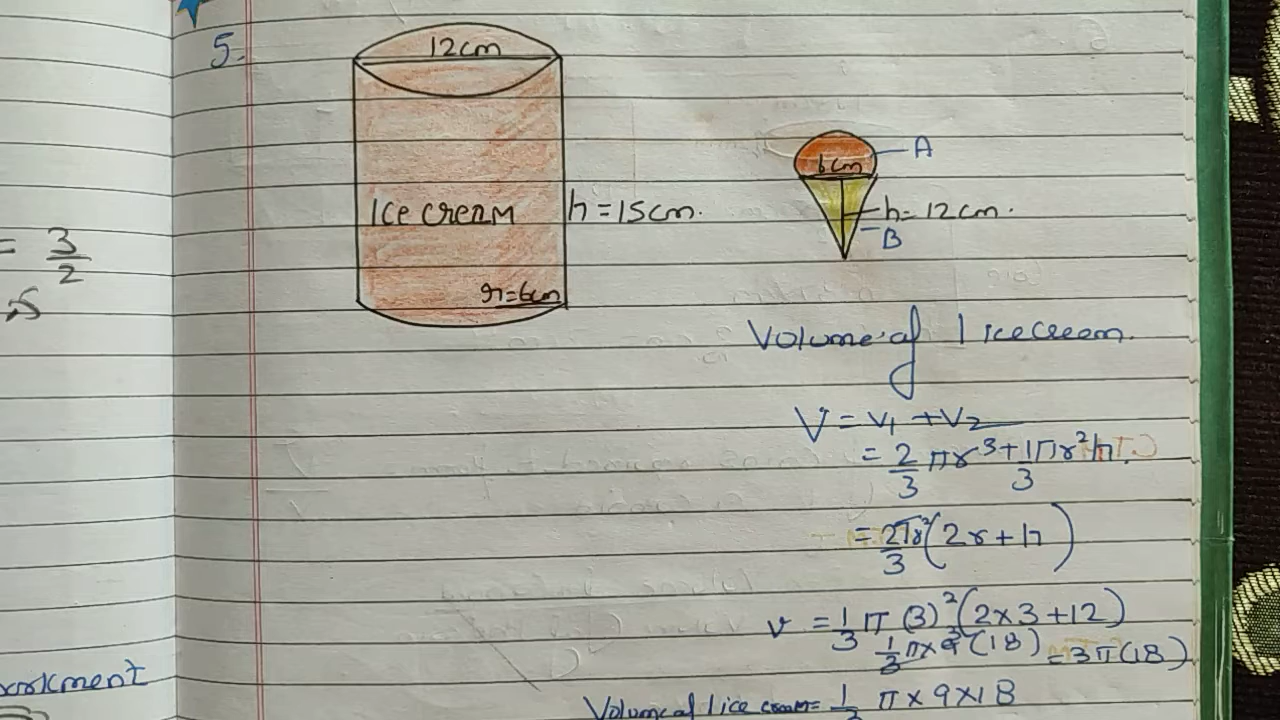 5.
12cm
A
6cm
Ice cream
h = 15cm.
h = 12cm.
B
r=6cm
= 3/2
.5
Volume of 1 icecream.
V = V₁ + V₂
= 2/3 πr³ + 1/3 πr²h.
= 2πr²/3 (2r+h)
v = 1/3 π (3)² (2×3+12)
1/3 π × 9 (18) = 3π(18)
Volume of 1 ice cream = 1/3 π × 9 × 18